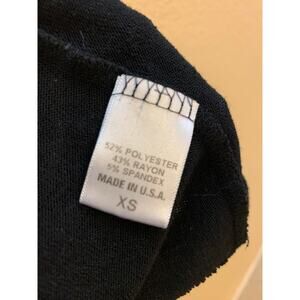 52% POLYESTER
43% RAYON
5% SPANDEX
MADE IN U.S.A.
XS